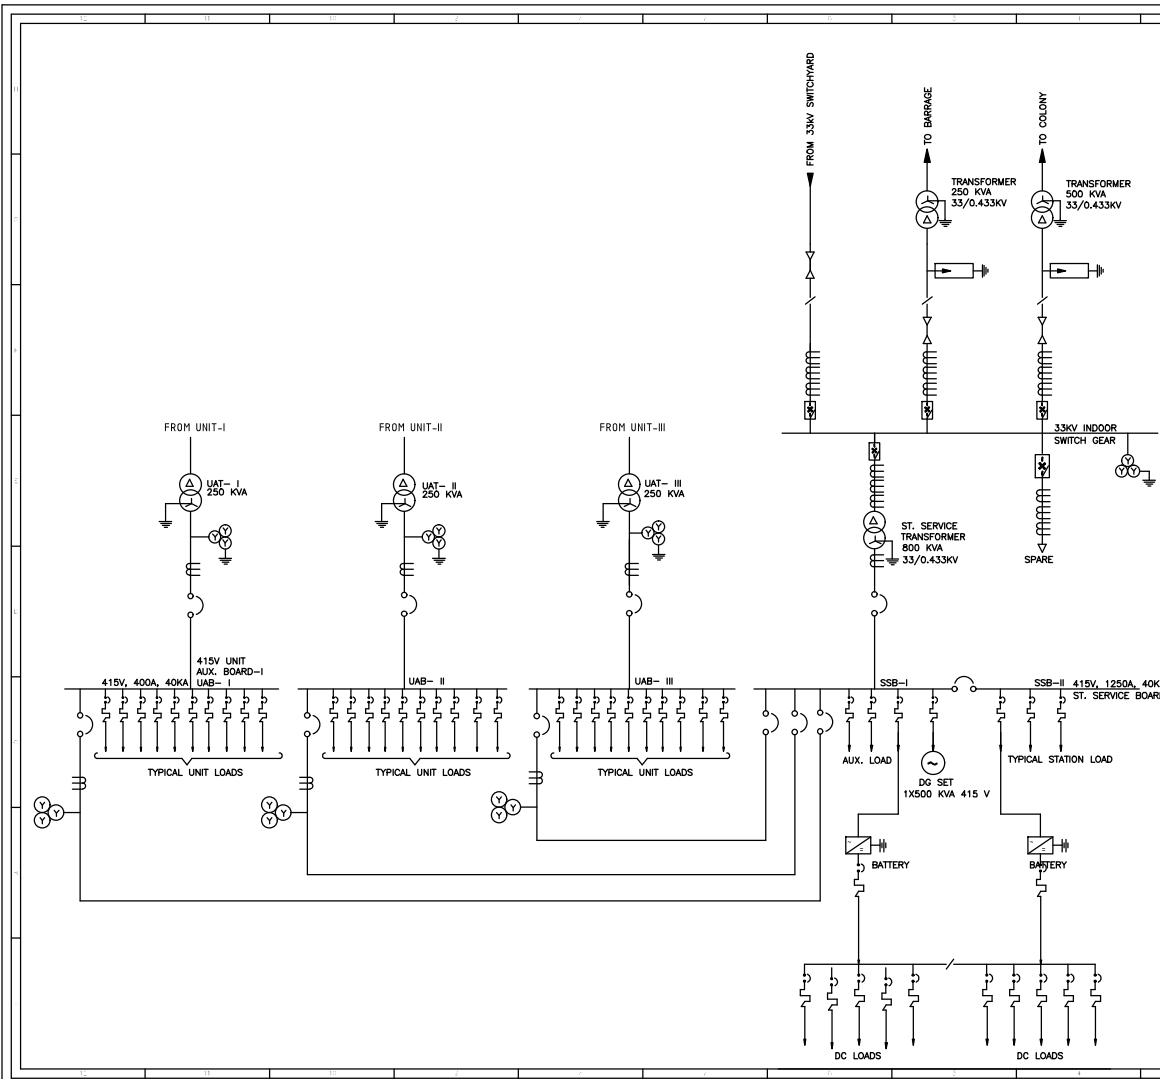 FROM 33kV SWITCHYARD
TO BARRAGE
TO COLONY
TRANSFORMER
250 KVA
33/0.433KV
TRANSFORMER
500 KVA
33/0.433KV
33KV INDOOR
SWITCH GEAR
FROM UNIT-I
FROM UNIT-II
FROM UNIT-III
UAT- I
250 KVA
UAT- II
250 KVA
UAT- III
250 KVA
Y
Y
Y
Y
Y
Y
Y
Y
Y
Y
Y
Y
ST. SERVICE
TRANSFORMER
800 KVA
33/0.433KV
SPARE
415V UNIT
AUX. BOARD-I
415V, 400A, 40KA UAB- I
UAB- II
UAB- III
SSB-I
SSB-II 415V, 1250A, 40K
ST. SERVICE BOAR
TYPICAL UNIT LOADS
TYPICAL UNIT LOADS
TYPICAL UNIT LOADS
AUX. LOAD
DG SET
1X500 KVA 415 V
TYPICAL STATION LOAD
Y
Y
Y
Y
Y
Y
Y
Y
Y
BATTERY
BATTERY
DC LOADS
DC LOADS